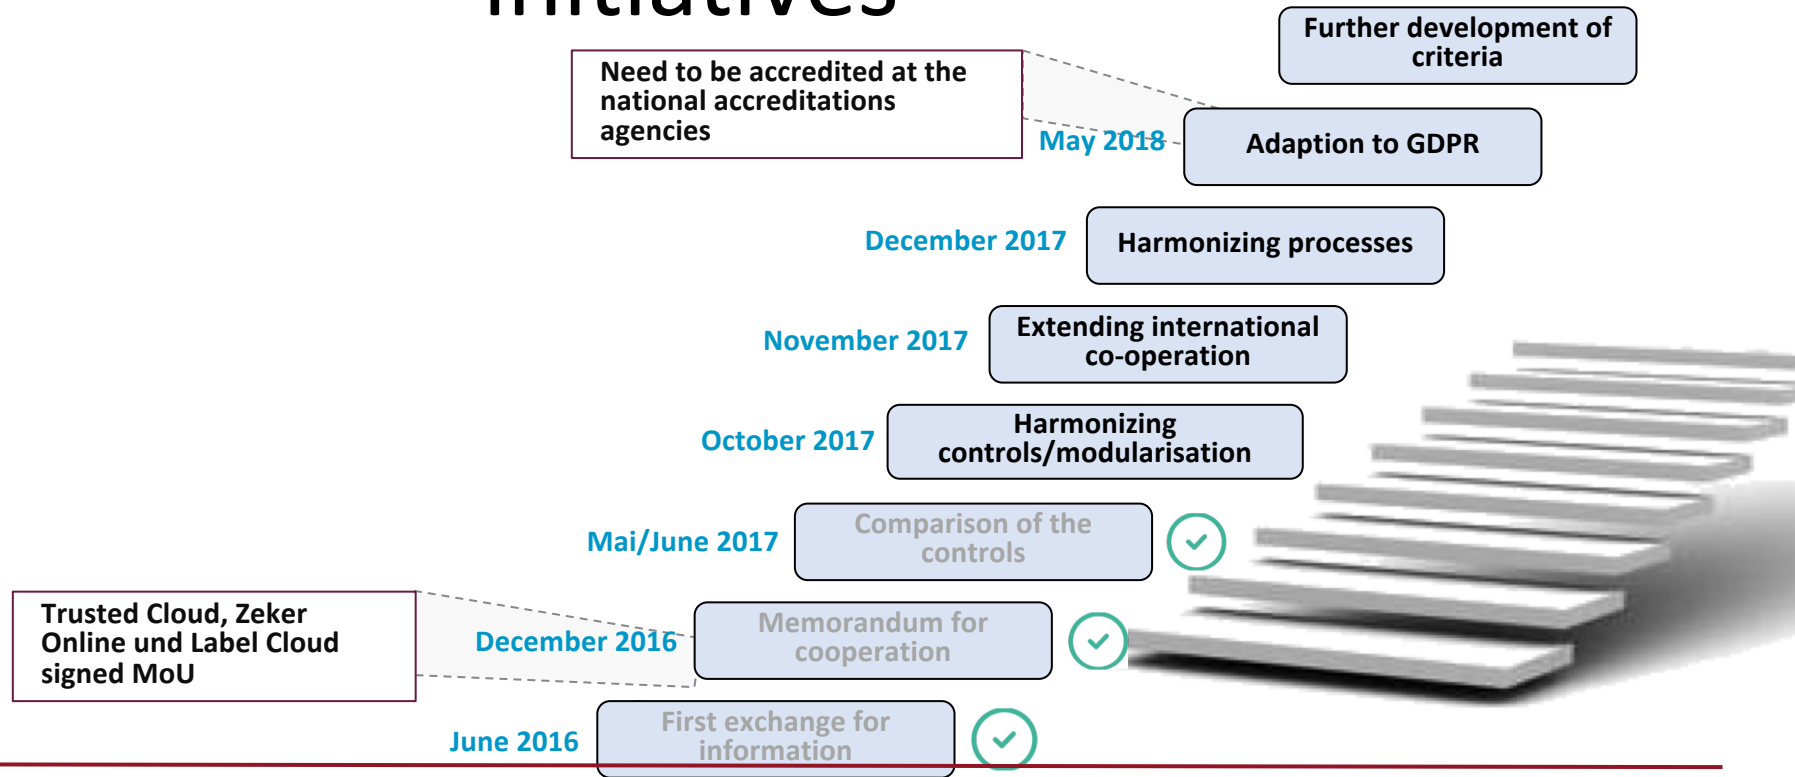 initiatives
Further development of
criteria
Need to be accredited at the
national accreditations
agencies
May 2018
Adaption to GDPR
December 2017
Harmonizing processes
November 2017
Extending international
co-operation
October 2017
Harmonizing
controls/modularisation
Mai/June 2017
Comparison of the
controls
Trusted Cloud, Zeker
Online und Label Cloud
signed MoU
December 2016
Memorandum for
cooperation
June 2016
First exchange for
information